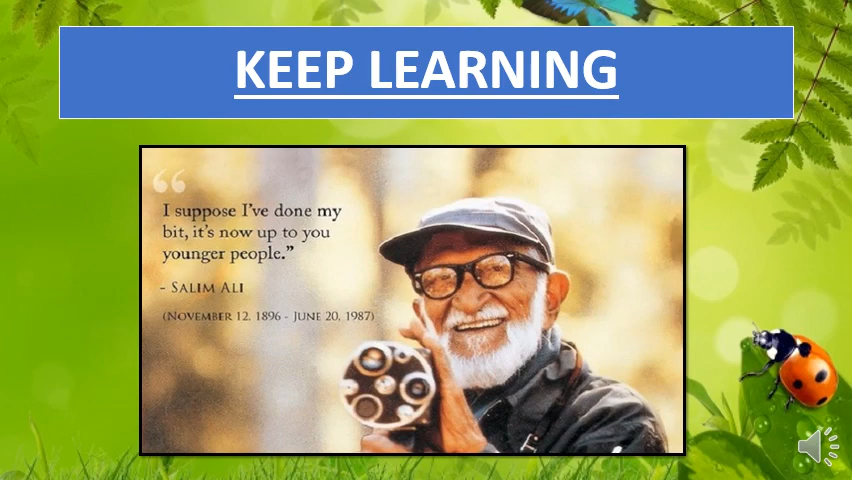 KEEP LEARNING
“
I suppose I’ve done my
bit, it’s now up to you
younger people.”
- SALIM ALI
(NOVEMBER 12, 1896 - JUNE 20, 1987)